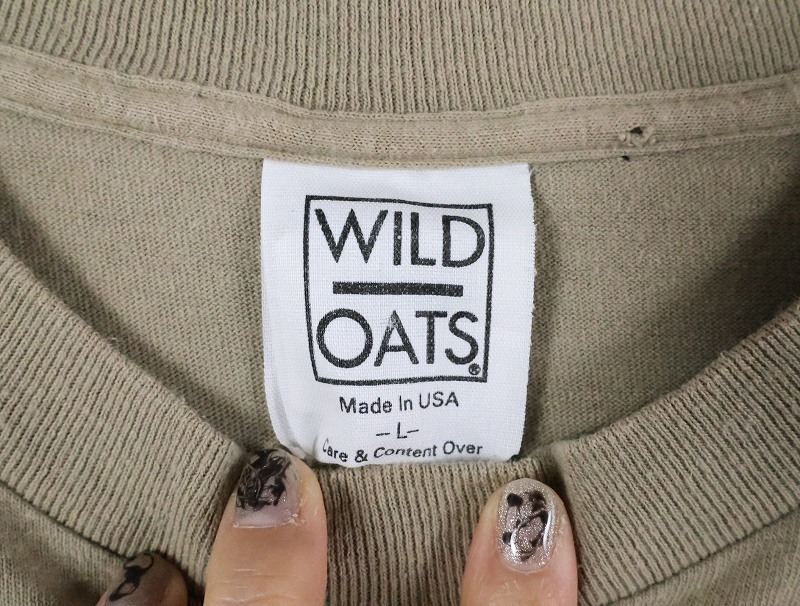 WILD
OATS®
Made In USA
-L-
Care & Content Over